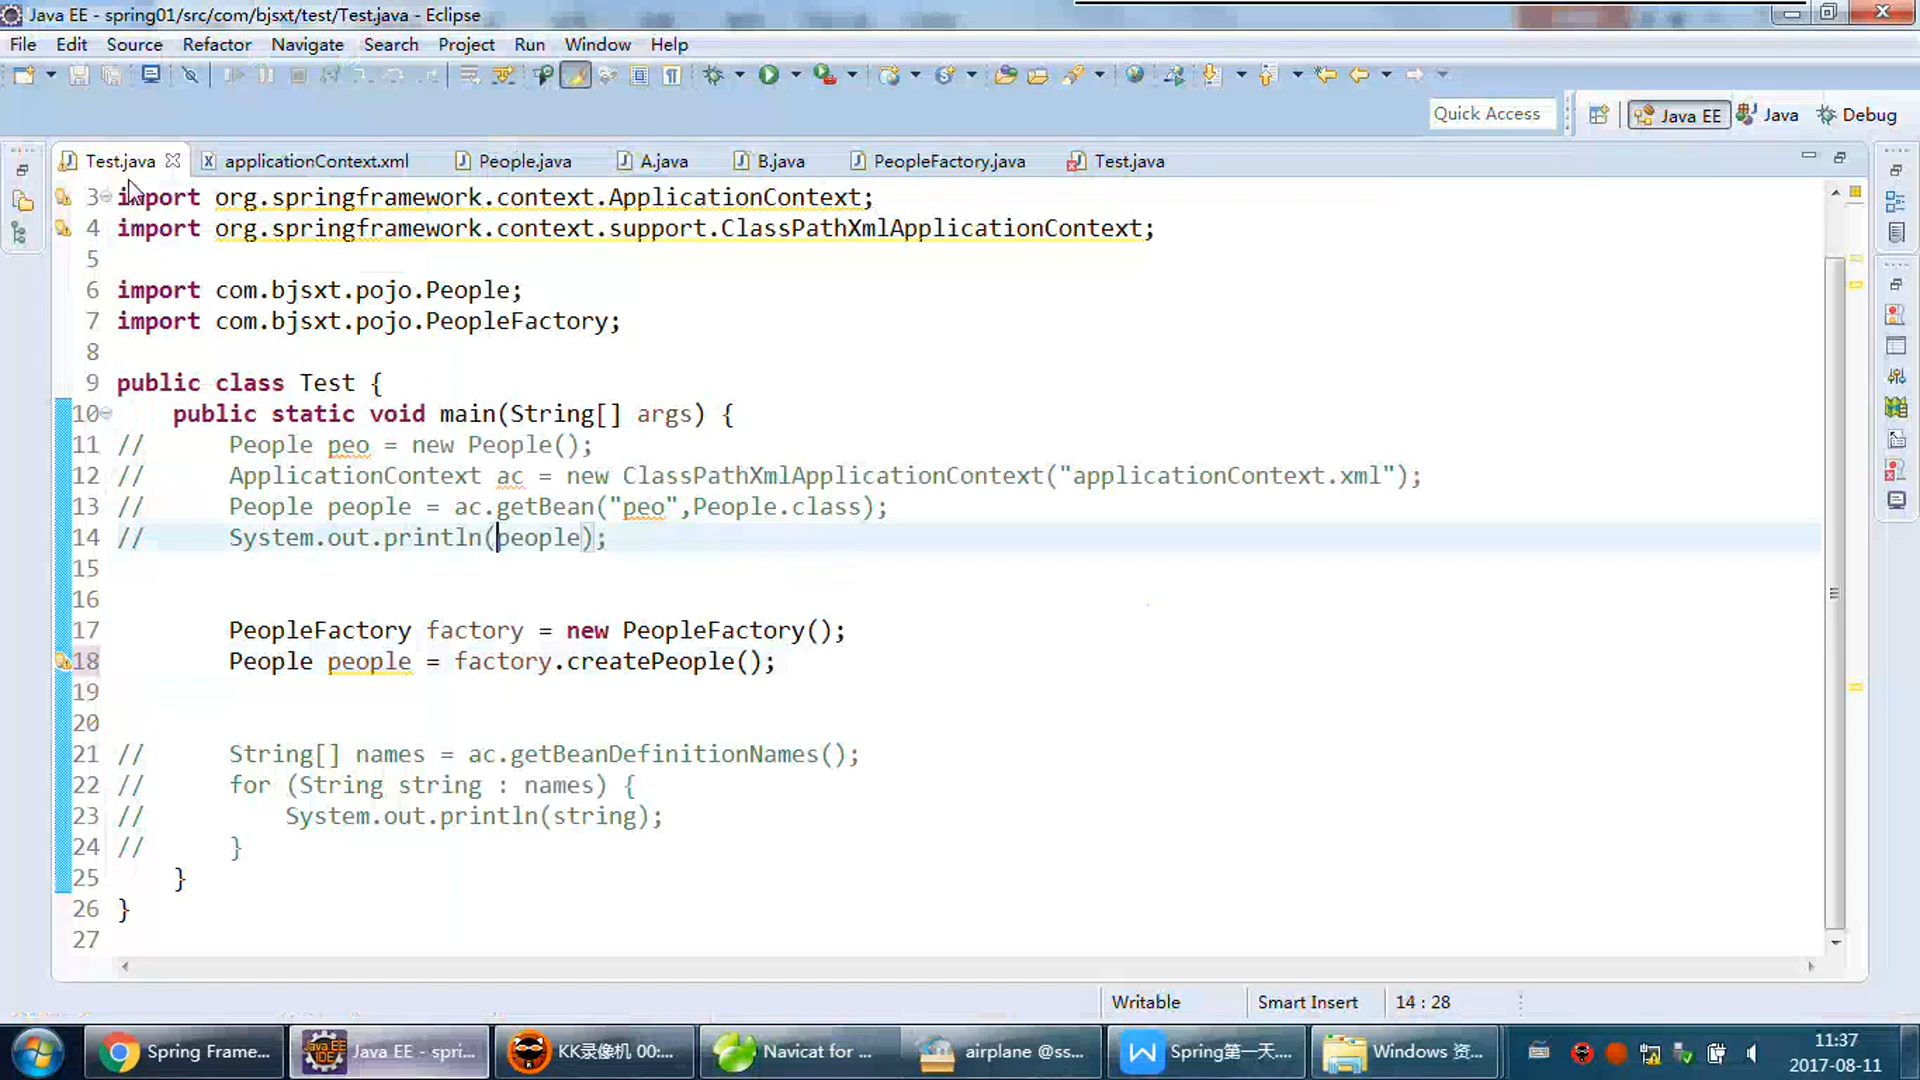 Java EE - spring01/src/com/bjsxt/test/Test.java - Eclipse
File Edit Source Refactor Navigate Search Project Run Window Help
Quick Access Java EE Java Debug
Test.java applicationContext.xml People.java A.java B.java PeopleFactory.java Test.java
3 import org.springframework.context.ApplicationContext;
4 import org.springframework.context.support.ClassPathXmlApplicationContext;
5
6 import com.bjsxt.pojo.People;
7 import com.bjsxt.pojo.PeopleFactory;
8
9 public class Test {
10 public static void main(String[] args) {
11 // People peo = new People();
12 // ApplicationContext ac = new ClassPathXmlApplicationContext("applicationContext.xml");
13 // People people = ac.getBean("peo",People.class);
14 // System.out.println(people);
15
16
17 PeopleFactory factory = new PeopleFactory();
18 People people = factory.createPeople();
19
20
21 // String[] names = ac.getBeanDefinitionNames();
22 // for (String string : names) {
23 // System.out.println(string);
24 // }
25 }
26 }
27
Writable Smart Insert 14 : 28
Spring Frame... Java EE - spri... KK录像机 00:... Navicat for ... airplane @ss... Spring第一天.... Windows 资... 11:37
2017-08-11